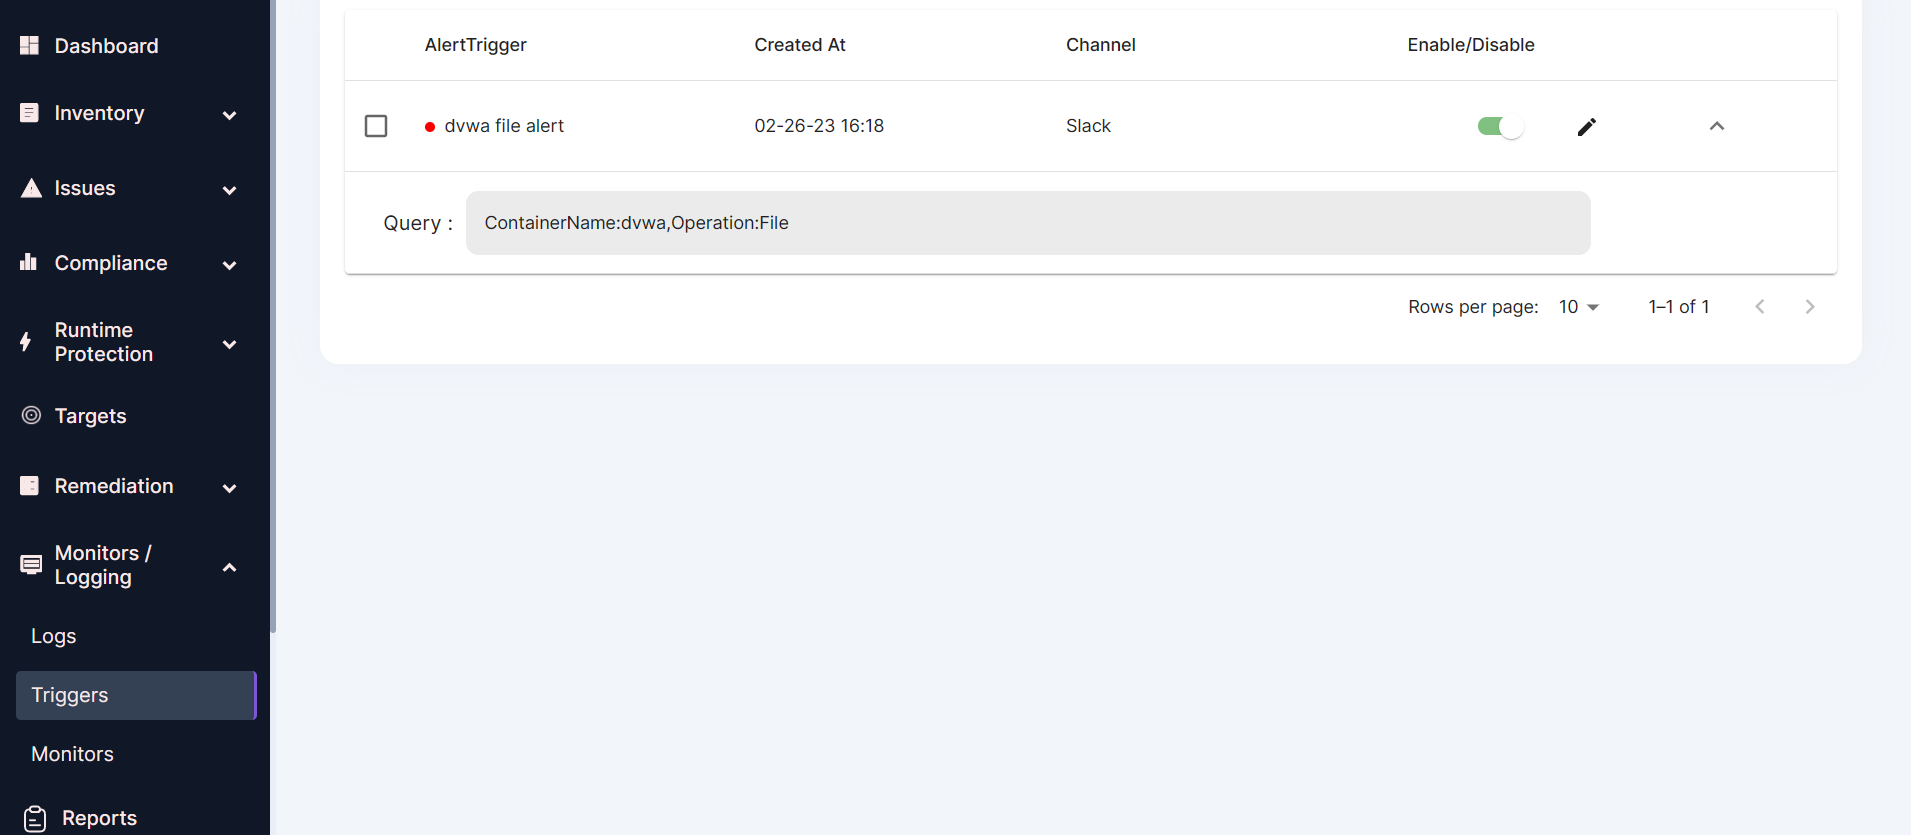 Dashboard
Inventory
Issues
Compliance
Runtime
Protection
Targets
Remediation
Monitors /
Logging
Logs
Triggers
Monitors
Reports
AlertTrigger Created At Channel Enable/Disable
dvwa file alert 02-26-23 16:18 Slack
Query : ContainerName:dvwa,Operation:File
Rows per page: 10 1–1 of 1